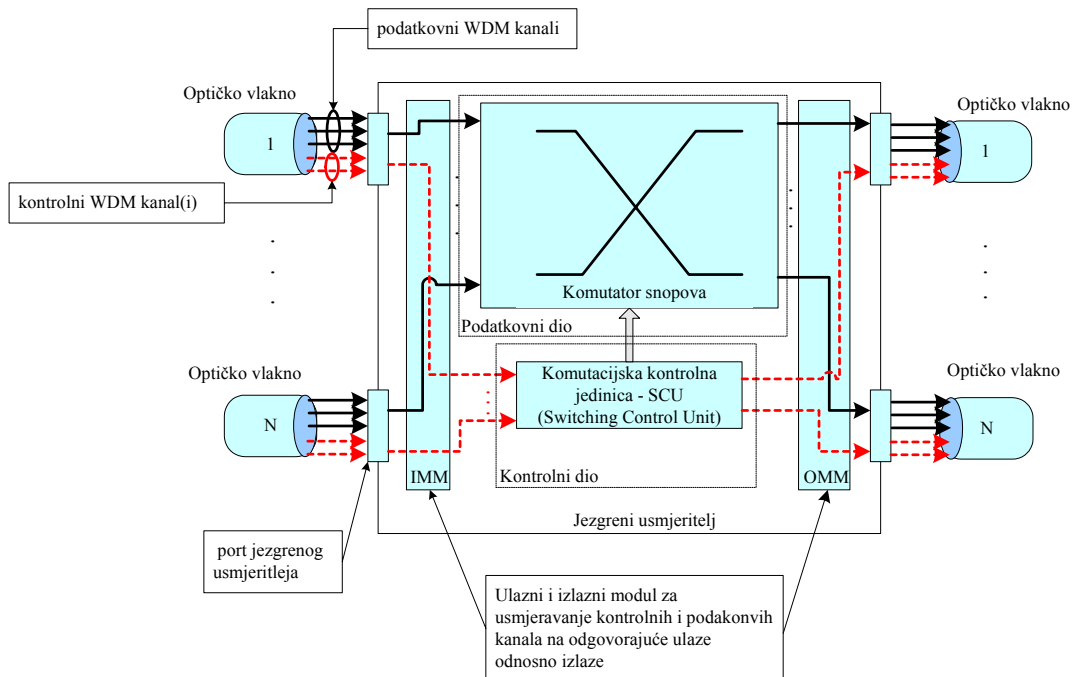 podatkovni WDM kanali
Optičko vlakno
1
kontrolni WDM kanal(i)
Optičko vlakno
1
Komutator snopova
Podatkovni dio
Optičko vlakno
N
Komutacijska kontrolna
jedinica - SCU
(Switching Control Unit)
Kontrolni dio
IMM
OMM
Optičko vlakno
N
Jezgreni usmjeritelj
port jezgrenog
usmjeritleja
Ulazni i izlazni modul za
usmjeravanje kontrolnih i podakonvih
kanala na odgovorajuće ulaze
odnosno izlaze